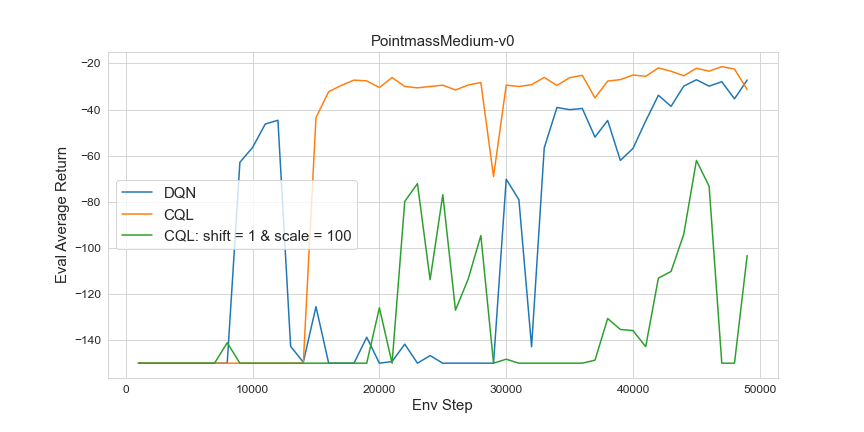 PointmassMedium-v0
Eval Average Return
−20
−40
−60
−80
−100
−120
−140
DQN
CQL
CQL: shift = 1 & scale = 100
0
10000
20000
30000
40000
50000
Env Step